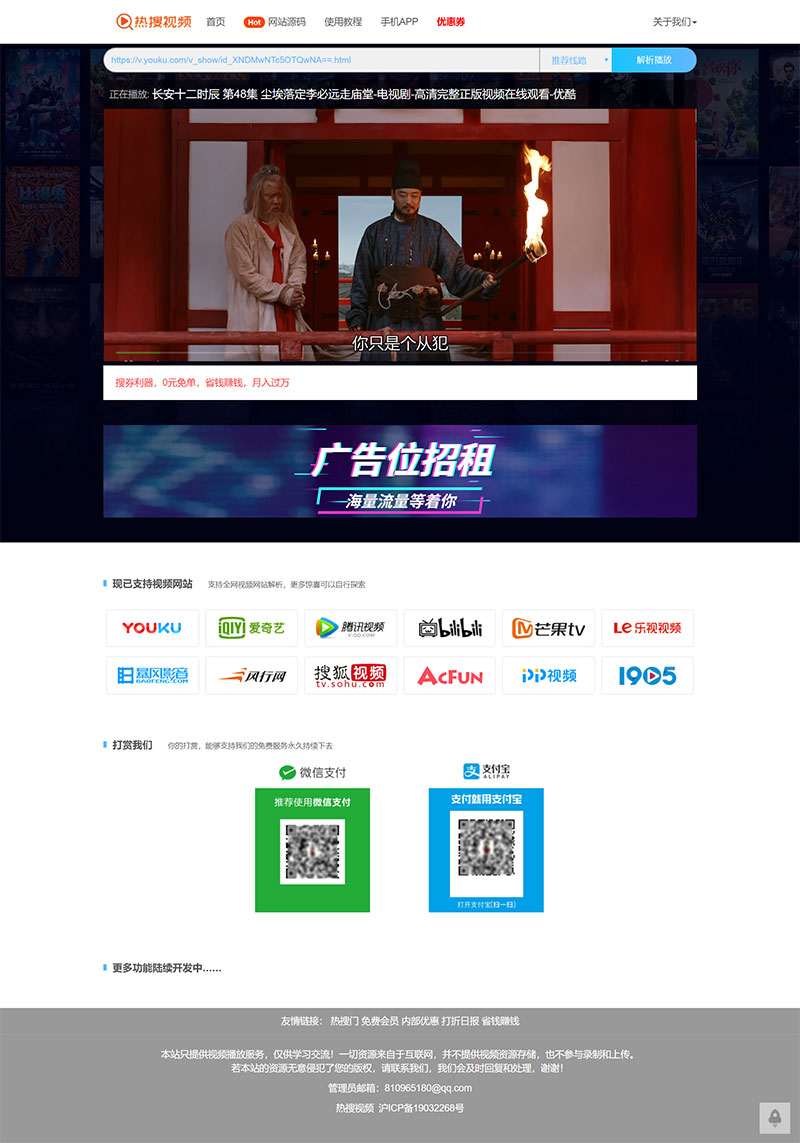 热搜视频 首页 Hot 网站源码 使用教程 手机APP 优惠券 关于我们
https://v.youku.com/v_show/id_XNDMwNTc5OTQwNA==.html 推荐线路 解析播放
正在播放: 长安十二时辰 第48集 尘埃落定李必远走庙堂-电视剧-高清完整正版视频在线观看-优酷
你只是个从犯
搜券利器，0元免单，省钱赚钱，月入过万
广告位招租
海量流量等着你
现已支持视频网站 支持全网视频网站解析，更多惊喜可以自行探索
YOUKU iQIY 爱奇艺 腾讯视频 V.QQ.COM bilibili 芒果tv Le 乐视视频
暴风影音 BAOFENG.COM 风行网 搜狐视频 tv.sohu.com AcFUN PP视频 1905
打赏我们 你的打赏，能够支持我们的免费服务永久持续下去
微信支付 支付宝 ALIPAY
推荐使用微信支付 支付就用支付宝
打开支付宝[扫一扫]
更多功能陆续开发中......
友情链接： 热搜门 免费会员 内部优惠 打折日报 省钱赚钱
本站只提供视频播放服务，仅供学习交流！一切资源来自于互联网，并不提供视频资源存储，也不参与录制和上传。
若本站的资源无意侵犯了您的版权，请联系我们，我们会及时回复和处理，谢谢！
管理员邮箱：810965180@qq.com
热搜视频 沪ICP备19032268号